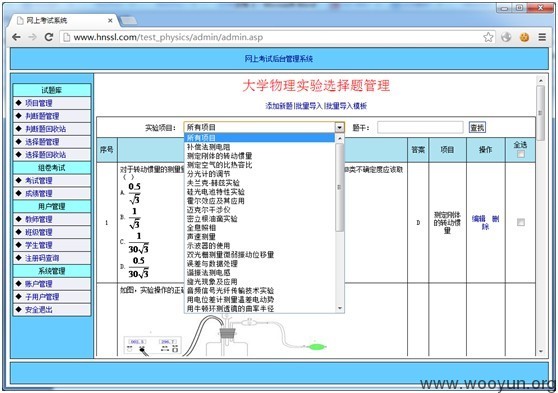 网上考试系统
www.hnssl.com/test_physics/admin/admin.asp
网上考试后台管理系统
试题库
项目管理
判断题管理
判断题回收站
选择题管理
选择题回收站
组卷考试
考试管理
成绩管理
用户管理
教师管理
班级管理
学生管理
注册码查询
系统管理
账户管理
子用户管理
安全退出
大学物理实验选择题管理
添加新题|批量导入|批量导入模板
实验项目: 所有项目 题干: 查找
所有项目
补偿法测电阻
测定刚体的转动惯量
测定空气的比热容比
分光计的调节
夫兰克-赫兹实验
硅光电池特性实验
霍尔效应及其应用
迈克尔干涉仪
密立根油滴实验
全息照相
声速测量
示波器的使用
双光栅测量微弱振动位移量
误差与数据处理
谐振法测电感
旋光现象及应用
音频信号光纤传输技术实验
用电位差计测量温差电动势
用牛顿环测透镜的曲率半径
序号 答案 项目 操作 全选
1
对于转动惯量的测量
B类不确定度应该取
( )
A. 0.5/√3
B. 1/√3
C. 1/30√3
D. 0.5/30√3
D
测定刚体的转动惯量
编辑 删除
如图，实验操作的正
www.wooyun.org